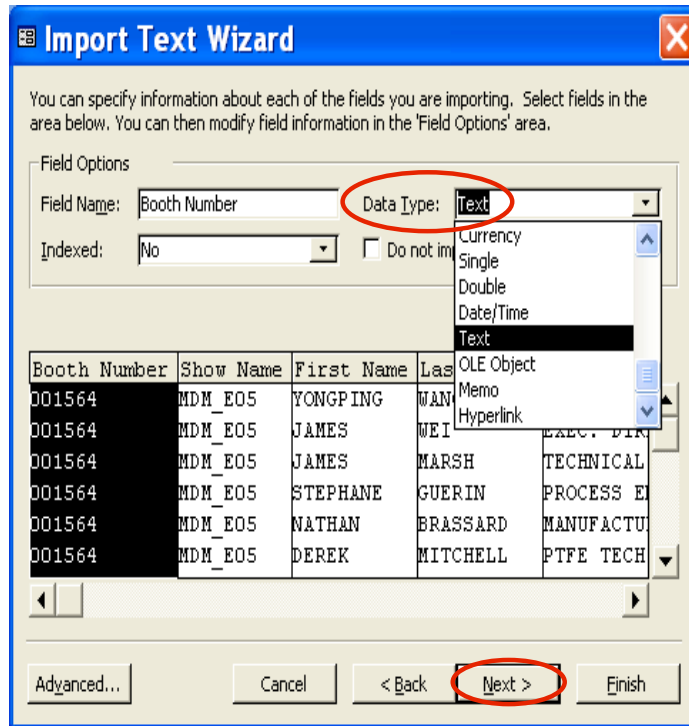 Import Text Wizard
You can specify information about each of the fields you are importing. Select fields in the
area below. You can then modify field information in the 'Field Options' area.
Field Options
Field Name: Booth Number Data Type: Text
Indexed: No Do not
Currency
Single
Double
Date/Time
Text
OLE Object
Memo
Hyperlink
Booth Number Show Name First Name
001564 MDM_E05 YONGPING
001564 MDM_E05 JAMES WEI EXEC.
001564 MDM_E05 JAMES MARSH TECHNICAL
001564 MDM_E05 STEPHANE GUERIN PROCESS
001564 MDM_E05 NATHAN BRASSARD MANUFACTU
001564 MDM_E05 DEREK MITCHELL PTFE TECH
Advanced... Cancel < Back Next > Finish